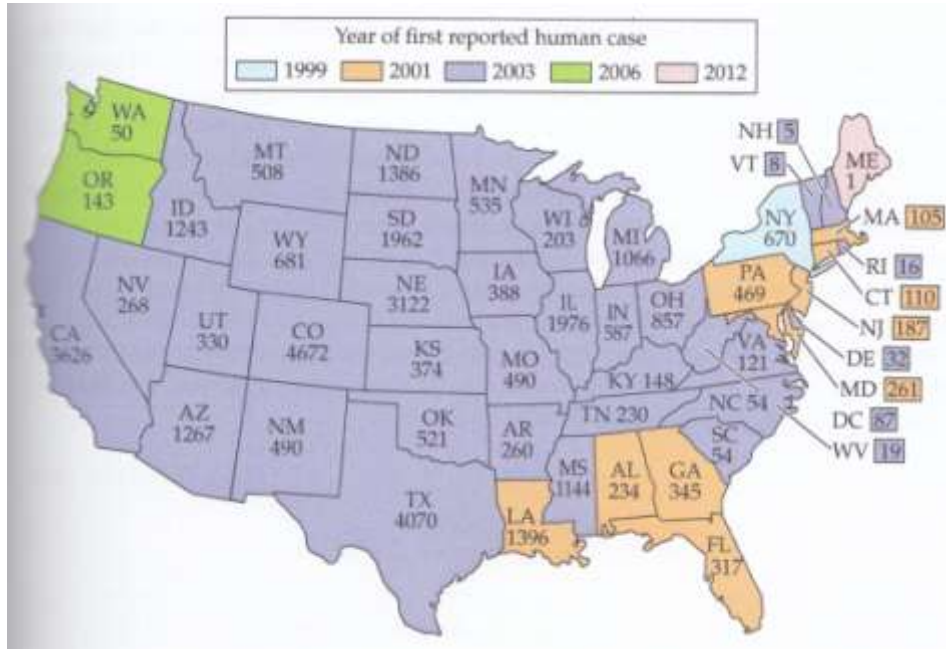 Year of first reported human case
1999 2001 2003 2006 2012
WA
50
OR
143
ID
1243
MT
508
ND
1386
MN
535
SD
1962
WY
681
WI
203
MI
1066
NY
670
ME
1
NH 5
VT 8
MA 105
RI 16
CT 110
NJ 187
DE 32
MD 261
DC 87
WV 19
PA
469
NV
268
UT
330
CO
4672
NE
3122
IA
388
IL
1976
IN
587
OH
857
VA
121
CA
3626
KS
374
MO
490
KY 148
NC 54
TN 230
AZ
1267
NM
490
OK
521
AR
260
SC
54
MS
1144
AL
234
GA
345
TX
4070
LA
1396
FL
317